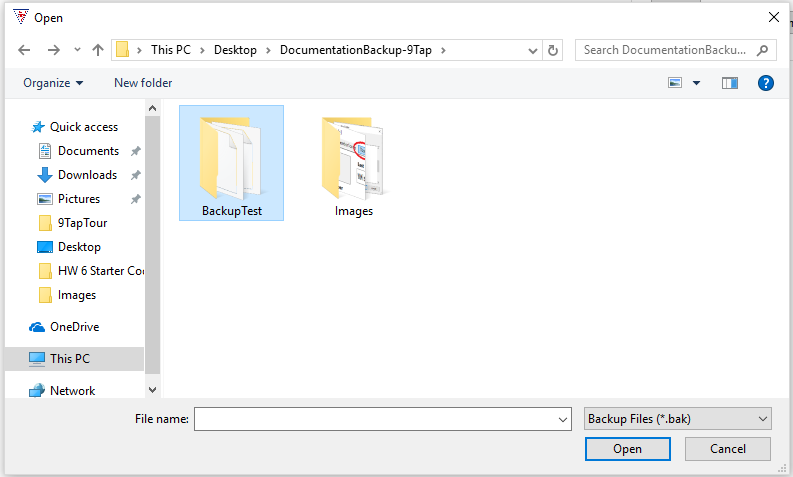 Open
This PC > Desktop > DocumentationBackup-9Tap >
Search DocumentationBacku...
Organize
New folder
Quick access
Documents
Downloads
Pictures
9TapTour
Desktop
HW 6 Starter Co
Images
OneDrive
This PC
Network
BackupTest
Images
File name:
Backup Files (*.bak)
Open
Cancel